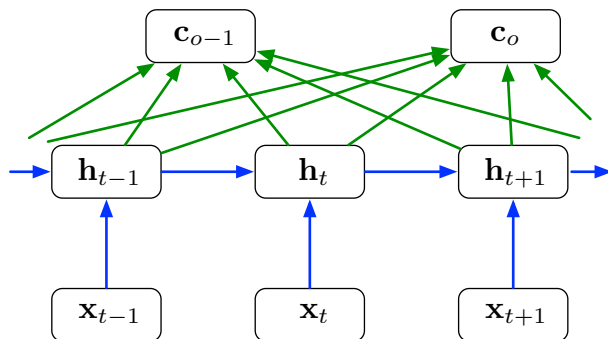 c_{o−1} c_o
h_{t−1} h_t h_{t+1}
x_{t−1} x_t x_{t+1}